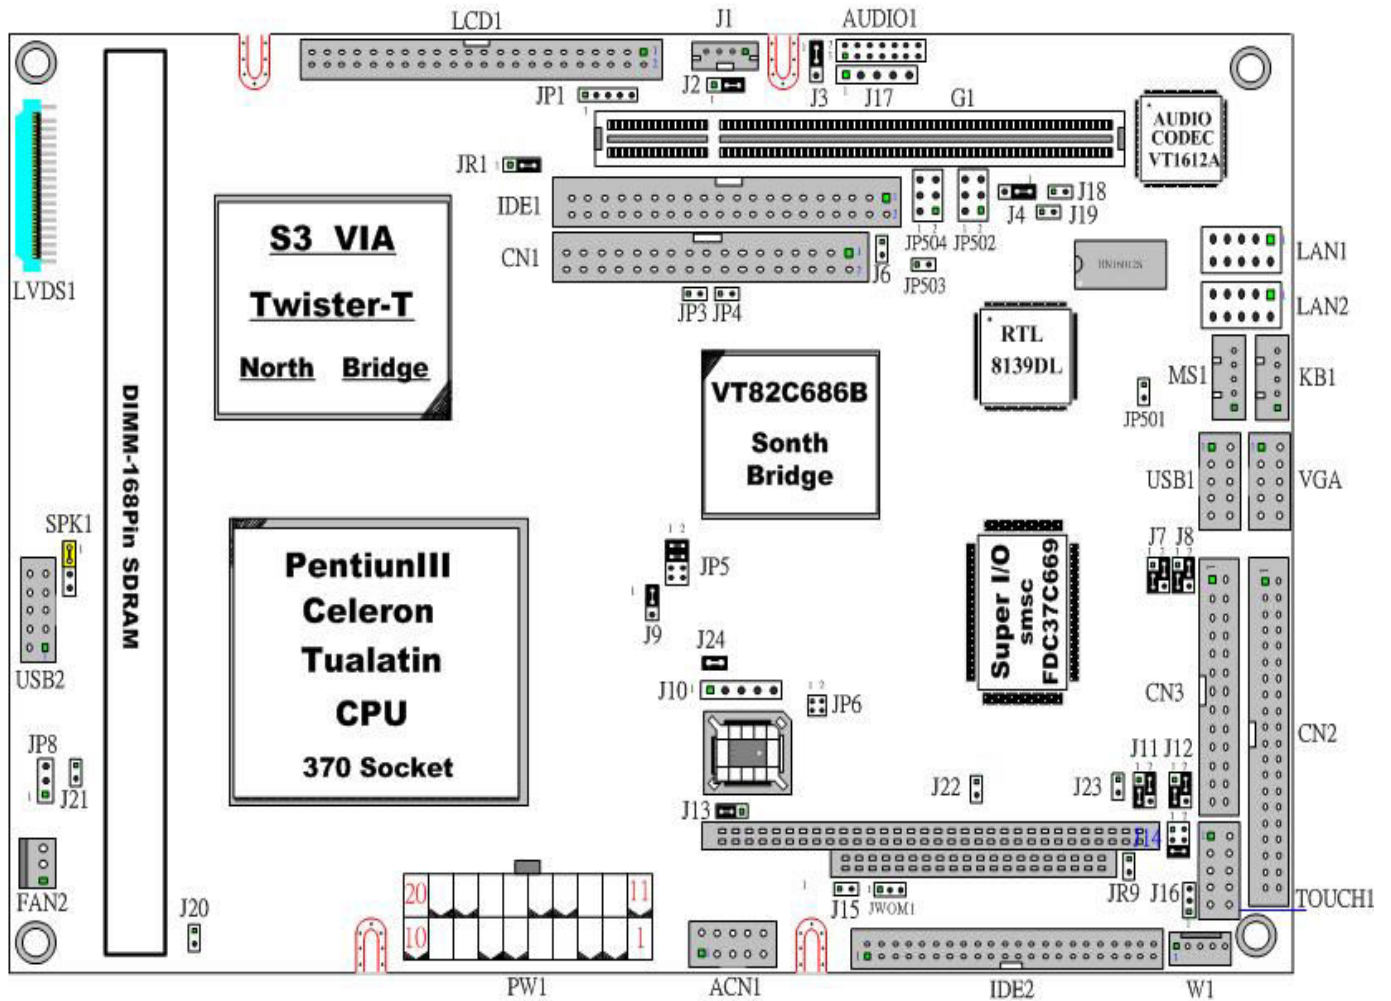 LCD1
J1
AUDIO1
J2
J3
J17
JP1
G1
AUDIO
CODEC
VT1612A
JR1
IDE1
J4
J18
J19
JP504
JP502
S3 VIA
Twister-T
North Bridge
CN1
J6
JP503
LAN1
LVDS1
JP3
JP4
LAN2
RTL
8139DL
MS1
KB1
JP501
VT82C686B
Sonth
Bridge
DIMM-168Pin SDRAM
USB1
VGA
SPK1
J7
J8
PentiunIII
Celeron
Tualatin
CPU
370 Socket
JP5
J9
Super I/O
smsc
FDC37C669
USB2
J24
J10
JP6
CN3
CN2
JP8
J21
J11
J12
J22
J23
J13
J14
FAN2
20
11
10
1
J15
JWOM1
JR9
J16
TOUCH1
J20
PW1
ACN1
IDE2
W1